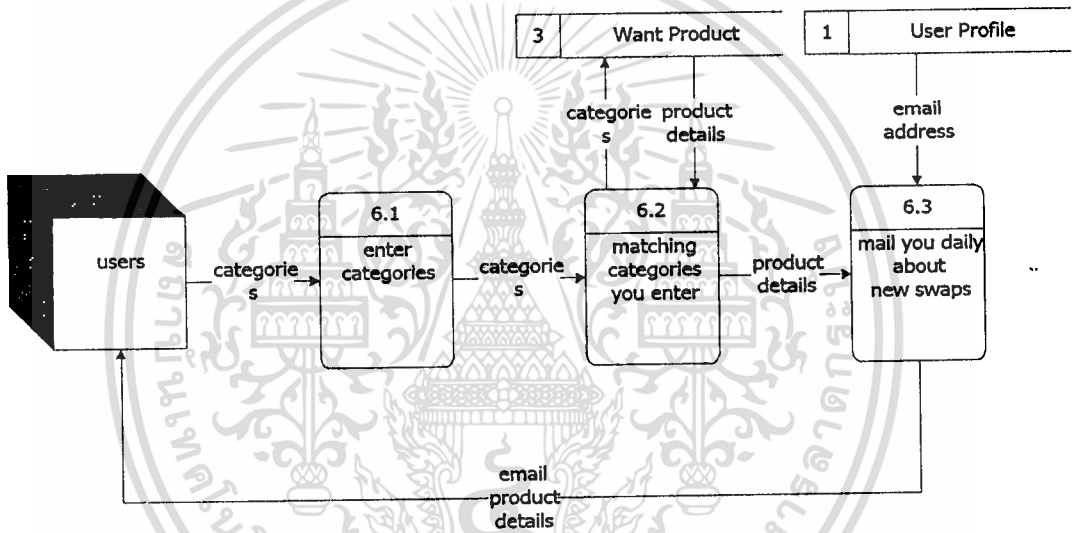 3 Want Product
1 User Profile
categorie
s
product
details
email
address
users
categorie
s
6.1
enter
categories
categorie
s
6.2
matching
categories
you enter
product
details
6.3
mail you daily
about
new swaps
email
product
details